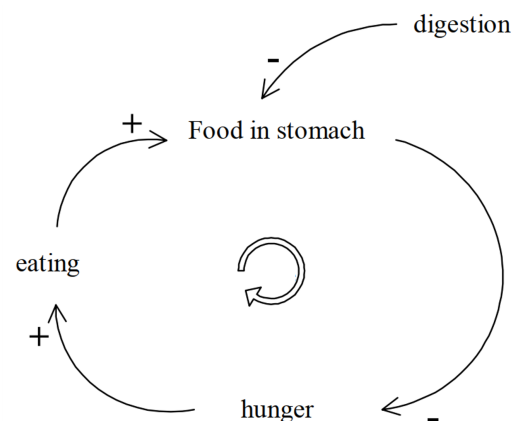 digestion
-
+
Food in stomach
eating
+
hunger
-